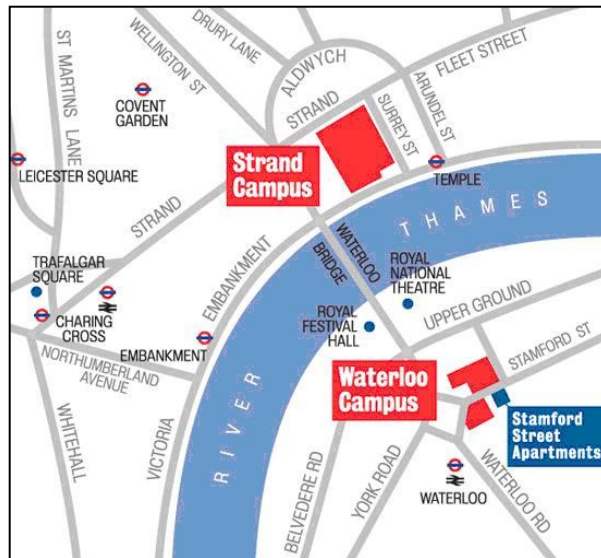 ST
MARTINS
LANE
WELLINGTON ST
DRURY LANE
ALDWYCH
FLEET STREET
COVENT
GARDEN
STRAND
SURREY ST
ARUNDEL ST
LEICESTER SQUARE
Strand
Campus
TEMPLE
STRAND
THAMES
TRAFALGAR
SQUARE
EMBANKMENT
WATERLOO
BRIDGE
ROYAL
NATIONAL
THEATRE
CHARING
CROSS
ROYAL
FESTIVAL
HALL
UPPER GROUND
NORTHUMBERLAND
AVENUE
EMBANKMENT
STAMFORD ST
WHITEHALL
VICTORIA
RIVER
Waterloo
Campus
Stamford
Street
Apartments
BELVEDERE RD
YORK ROAD
WATERLOO
WATERLOO RD